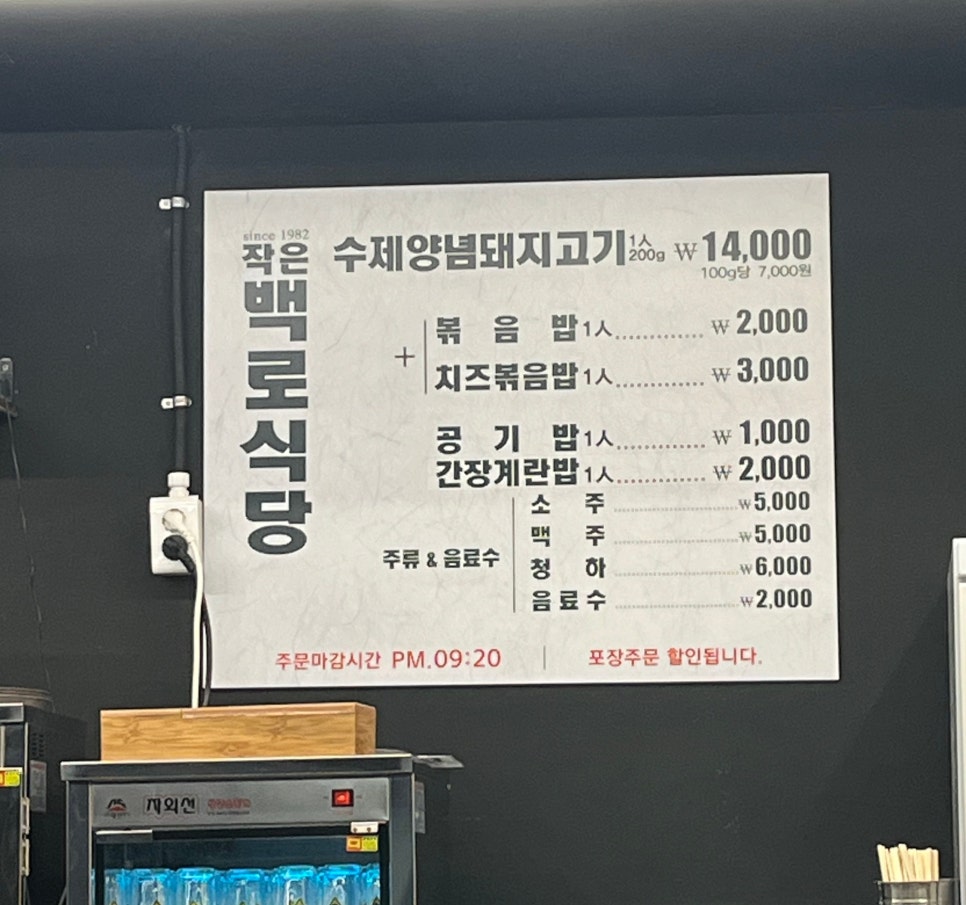 since 1982
작은
백로식당
수제양념돼지고기 1人 200g ₩ 14,000
100g당 7,000원
+
볶음밥 1人 ............ ₩ 2,000
치즈볶음밥 1人 ............ ₩ 3,000
공기밥 1人 ............ ₩ 1,000
간장계란밥 1人 ............ ₩ 2,000
주류 & 음료수
소주 ............ ₩ 5,000
맥주 ............ ₩ 5,000
청하 ............ ₩ 6,000
음료수 ............ ₩ 2,000
주문마감시간 PM.09:20 | 포장주문 할인됩니다.
자외선